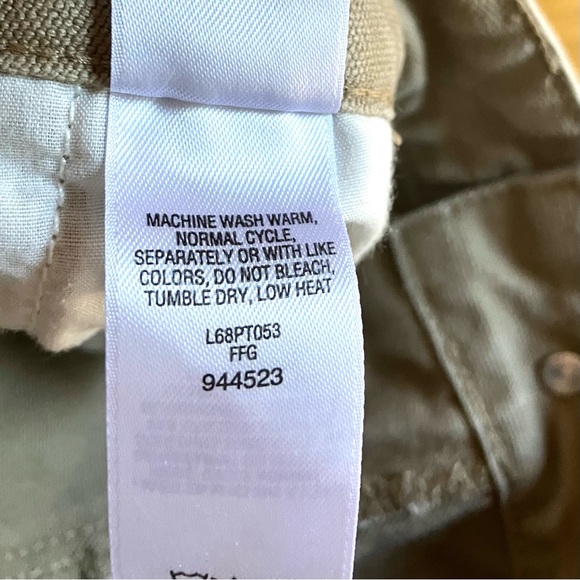 MACHINE WASH WARM,
NORMAL CYCLE,
SEPARATELY OR WITH LIKE
COLORS, DO NOT BLEACH,
TUMBLE DRY, LOW HEAT
L68PT053
FFG
944523